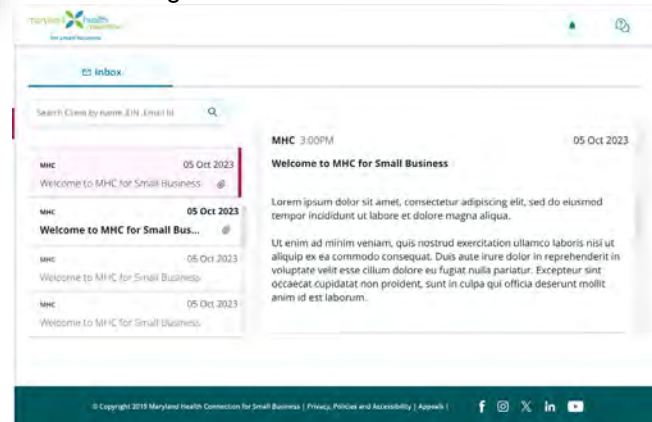 maryland health
connection
for small business
Inbox
Search Client by name ,EIN ,Email Id
MHC 05 Oct 2023
Welcome to MHC for Small Business
MHC 05 Oct 2023
Welcome to MHC for Small Bus...
MHC 05 Oct 2023
Welcome to MHC for Small Business
MHC 05 Oct 2023
Welcome to MHC for Small Business
MHC 3:00PM 05 Oct 2023
Welcome to MHC for Small Business
Lorem ipsum dolor sit amet, consectetur adipiscing elit, sed do eiusmod
tempor incididunt ut labore et dolore magna aliqua.
Ut enim ad minim veniam, quis nostrud exercitation ullamco laboris nisi ut
aliquip ex ea commodo consequat. Duis aute irure dolor in reprehenderit in
voluptate velit esse cillum dolore eu fugiat nulla pariatur. Excepteur sint
occaecat cupidatat non proident, sunt in culpa qui officia deserunt mollit
anim id est laborum.
© Copyright 2019 Maryland Health Connection for Small Business | Privacy, Policies and Accessibility | Appeals |